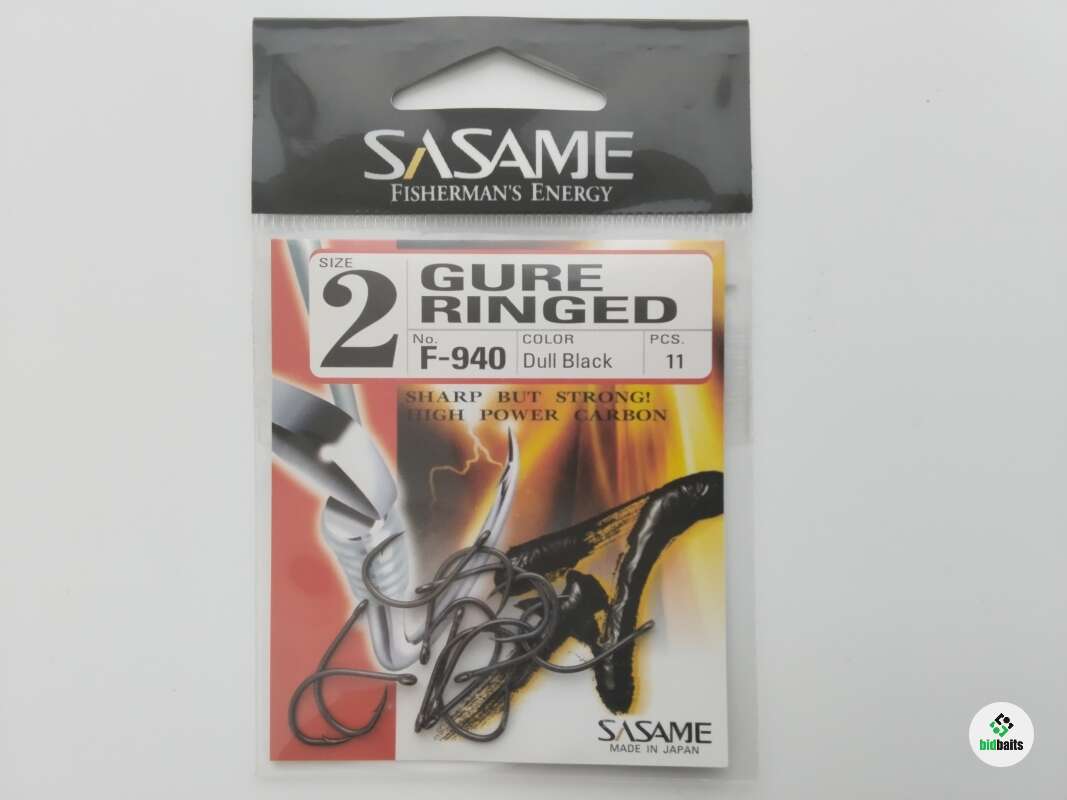 SASAME
FISHERMAN'S ENERGY
SIZE
2
GURE
RINGED
No.
F-940
COLOR
Dull Black
PCS.
11
SHARP BUT STRONG!
HIGH POWER CARBON
SASAME
MADE IN JAPAN
bidbaits